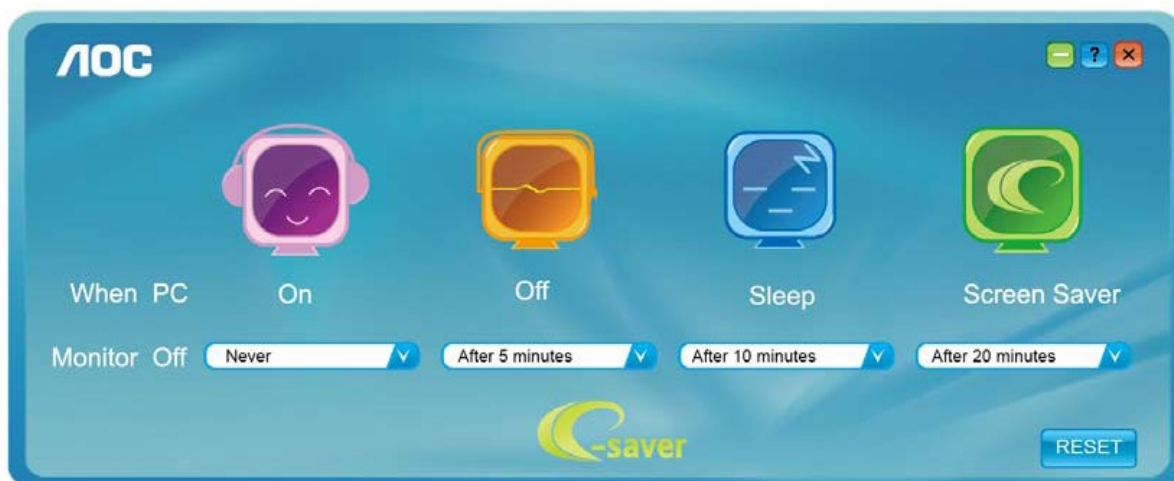 AOC
?
When PC On Off Sleep Screen Saver
Monitor Off Never After 5 minutes After 10 minutes After 20 minutes
e-saver
RESET